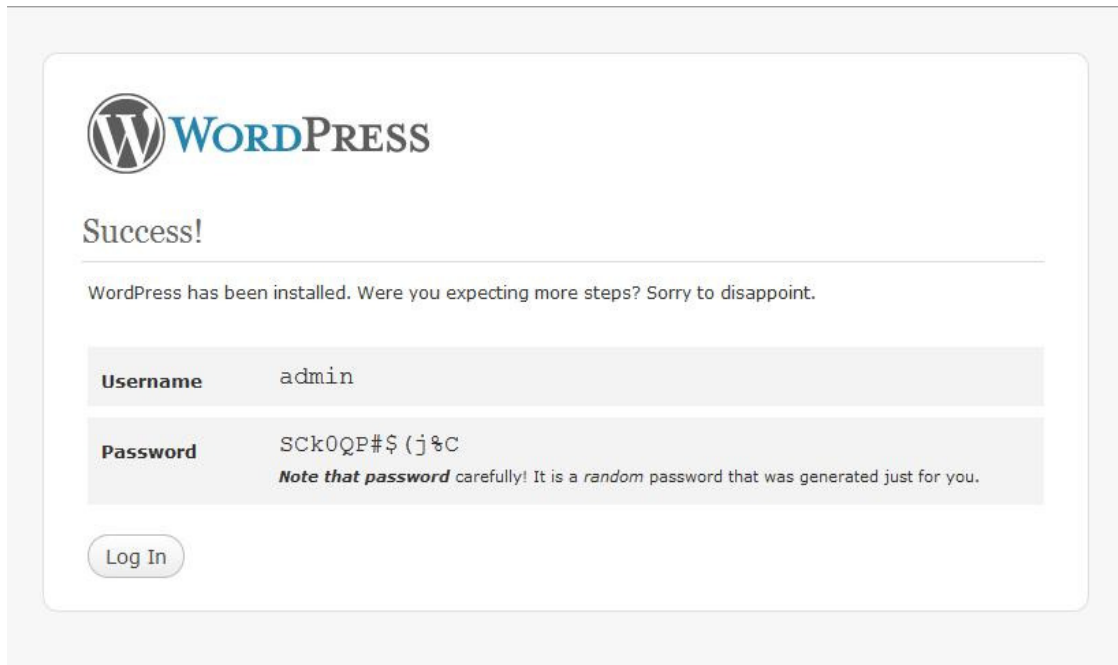 WORDPRESS
Success!
WordPress has been installed. Were you expecting more steps? Sorry to disappoint.
Username admin
Password SCk0QP#$(j%C
Note that password carefully! It is a random password that was generated just for you.
Log In